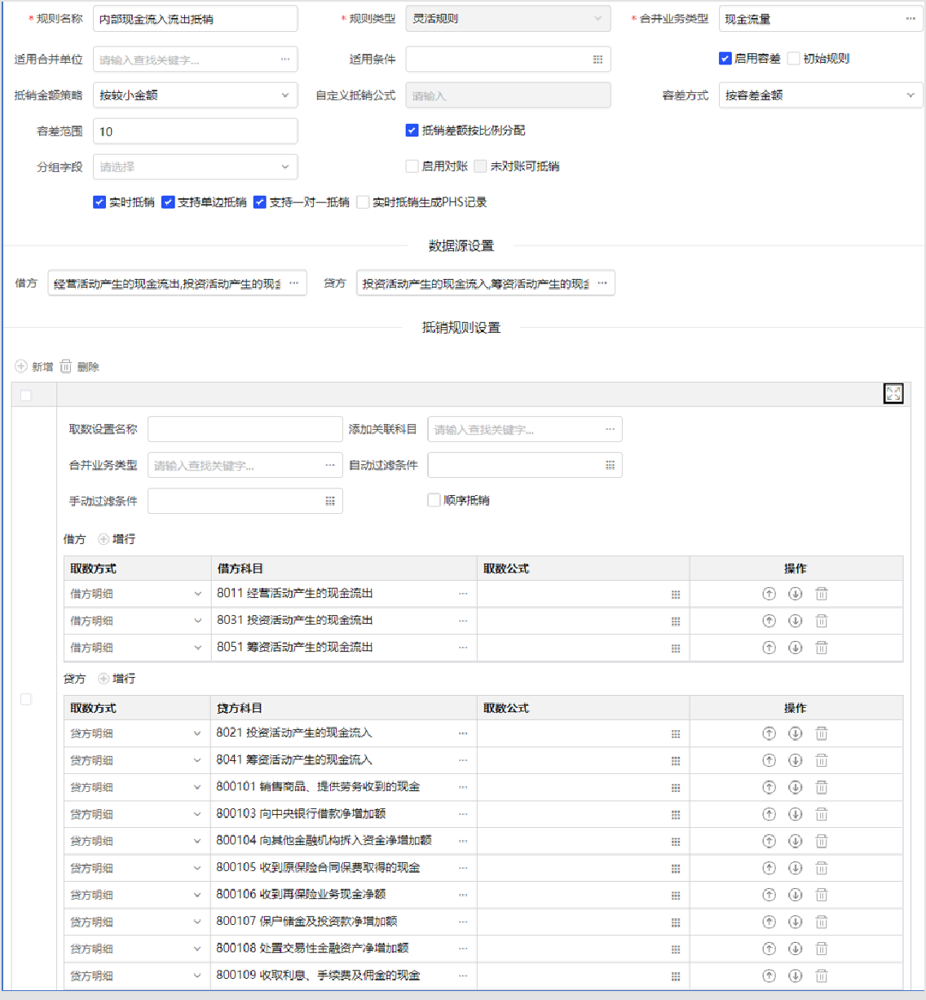 * 规则名称 内部现金流入流出抵销 * 规则类型 灵活规则 * 合并业务类型 现金流量 ···
适用合并单位 请输入查找关键字... ··· 适用条件 启用容差 初始规则
抵销金额策略 按较小金额 自定义抵销公式 请输入 容差方式 按容差金额
容差范围 10 抵销差额按比例分配
分组字段 请选择 启用对账 未对账可抵销
实时抵销 支持单边抵销 支持一对一抵销 实时抵销生成PHS记录
数据源设置
借方 经营活动产生的现金流出,投资活动产生的现金 ··· 贷方 投资活动产生的现金流入,筹资活动产生的现金 ···
抵销规则设置
新增 删除
取数设置名称 添加关联科目 请输入查找关键字... ···
合并业务类型 请输入查找关键字... ··· 自动过滤条件
手动过滤条件 顺序抵销
借方 增行
取数方式 借方科目 取数公式 操作
借方明细 8011 经营活动产生的现金流出 ···
借方明细 8031 投资活动产生的现金流出 ···
借方明细 8051 筹资活动产生的现金流出 ···
贷方 增行
取数方式 贷方科目 取数公式 操作
贷方明细 8021 投资活动产生的现金流入 ···
贷方明细 8041 筹资活动产生的现金流入 ···
贷方明细 800101 销售商品、提供劳务收到的现金 ···
贷方明细 800103 向中央银行借款净增加额 ···
贷方明细 800104 向其他金融机构拆入资金净增加额 ···
贷方明细 800105 收到原保险合同保费取得的现金 ···
贷方明细 800106 收到再保险业务现金净额 ···
贷方明细 800107 保户储金及投资款净增加额 ···
贷方明细 800108 处置交易性金融资产净增加额 ···
贷方明细 800109 收取利息、手续费及佣金的现金 ···